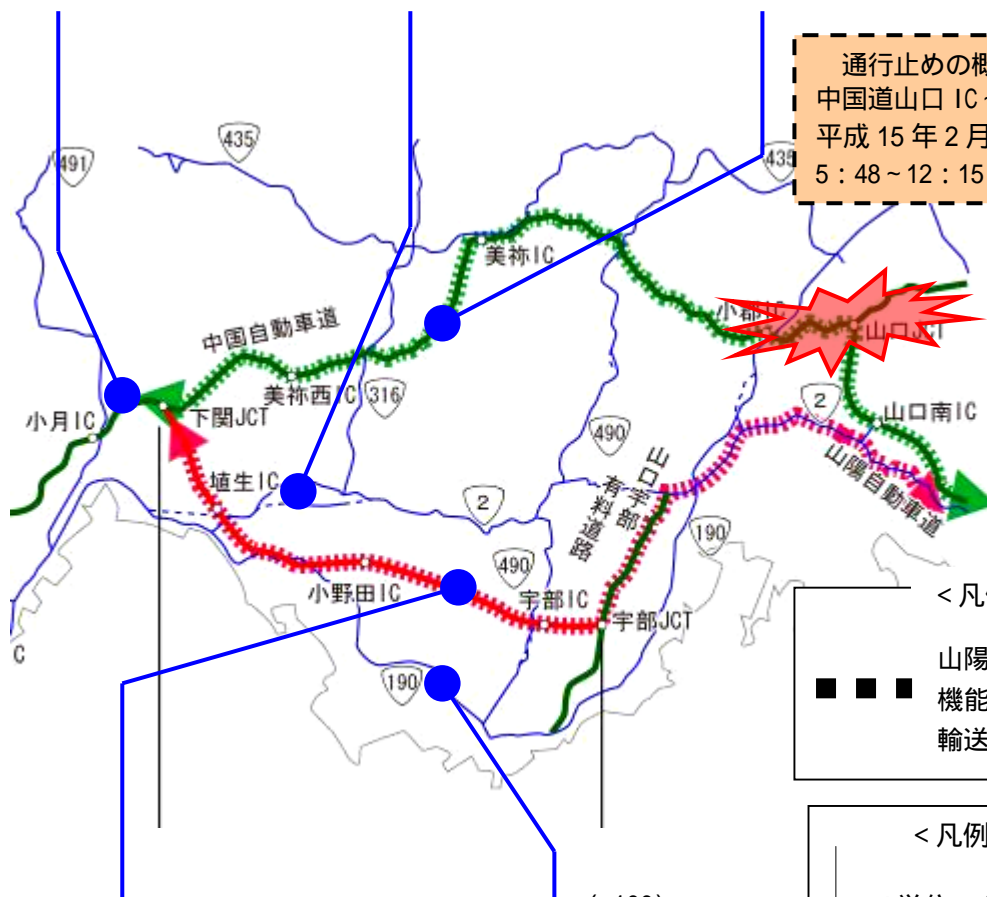 通行止めの概
中国道山口 IC~
平成 15 年 2 月
5：48～12：15
435
491
435
美祢IC
小郡IC
山口JCT
中国自動車道
美祢西IC
316
小月IC
下関JCT
2
山口南IC
山陽自動車道
埴生IC
490
山口宇部
有料道路
2
190
490
小野田IC
宇部IC
宇部JCT
190
C
<凡
山陽
機能
輸送
<凡例